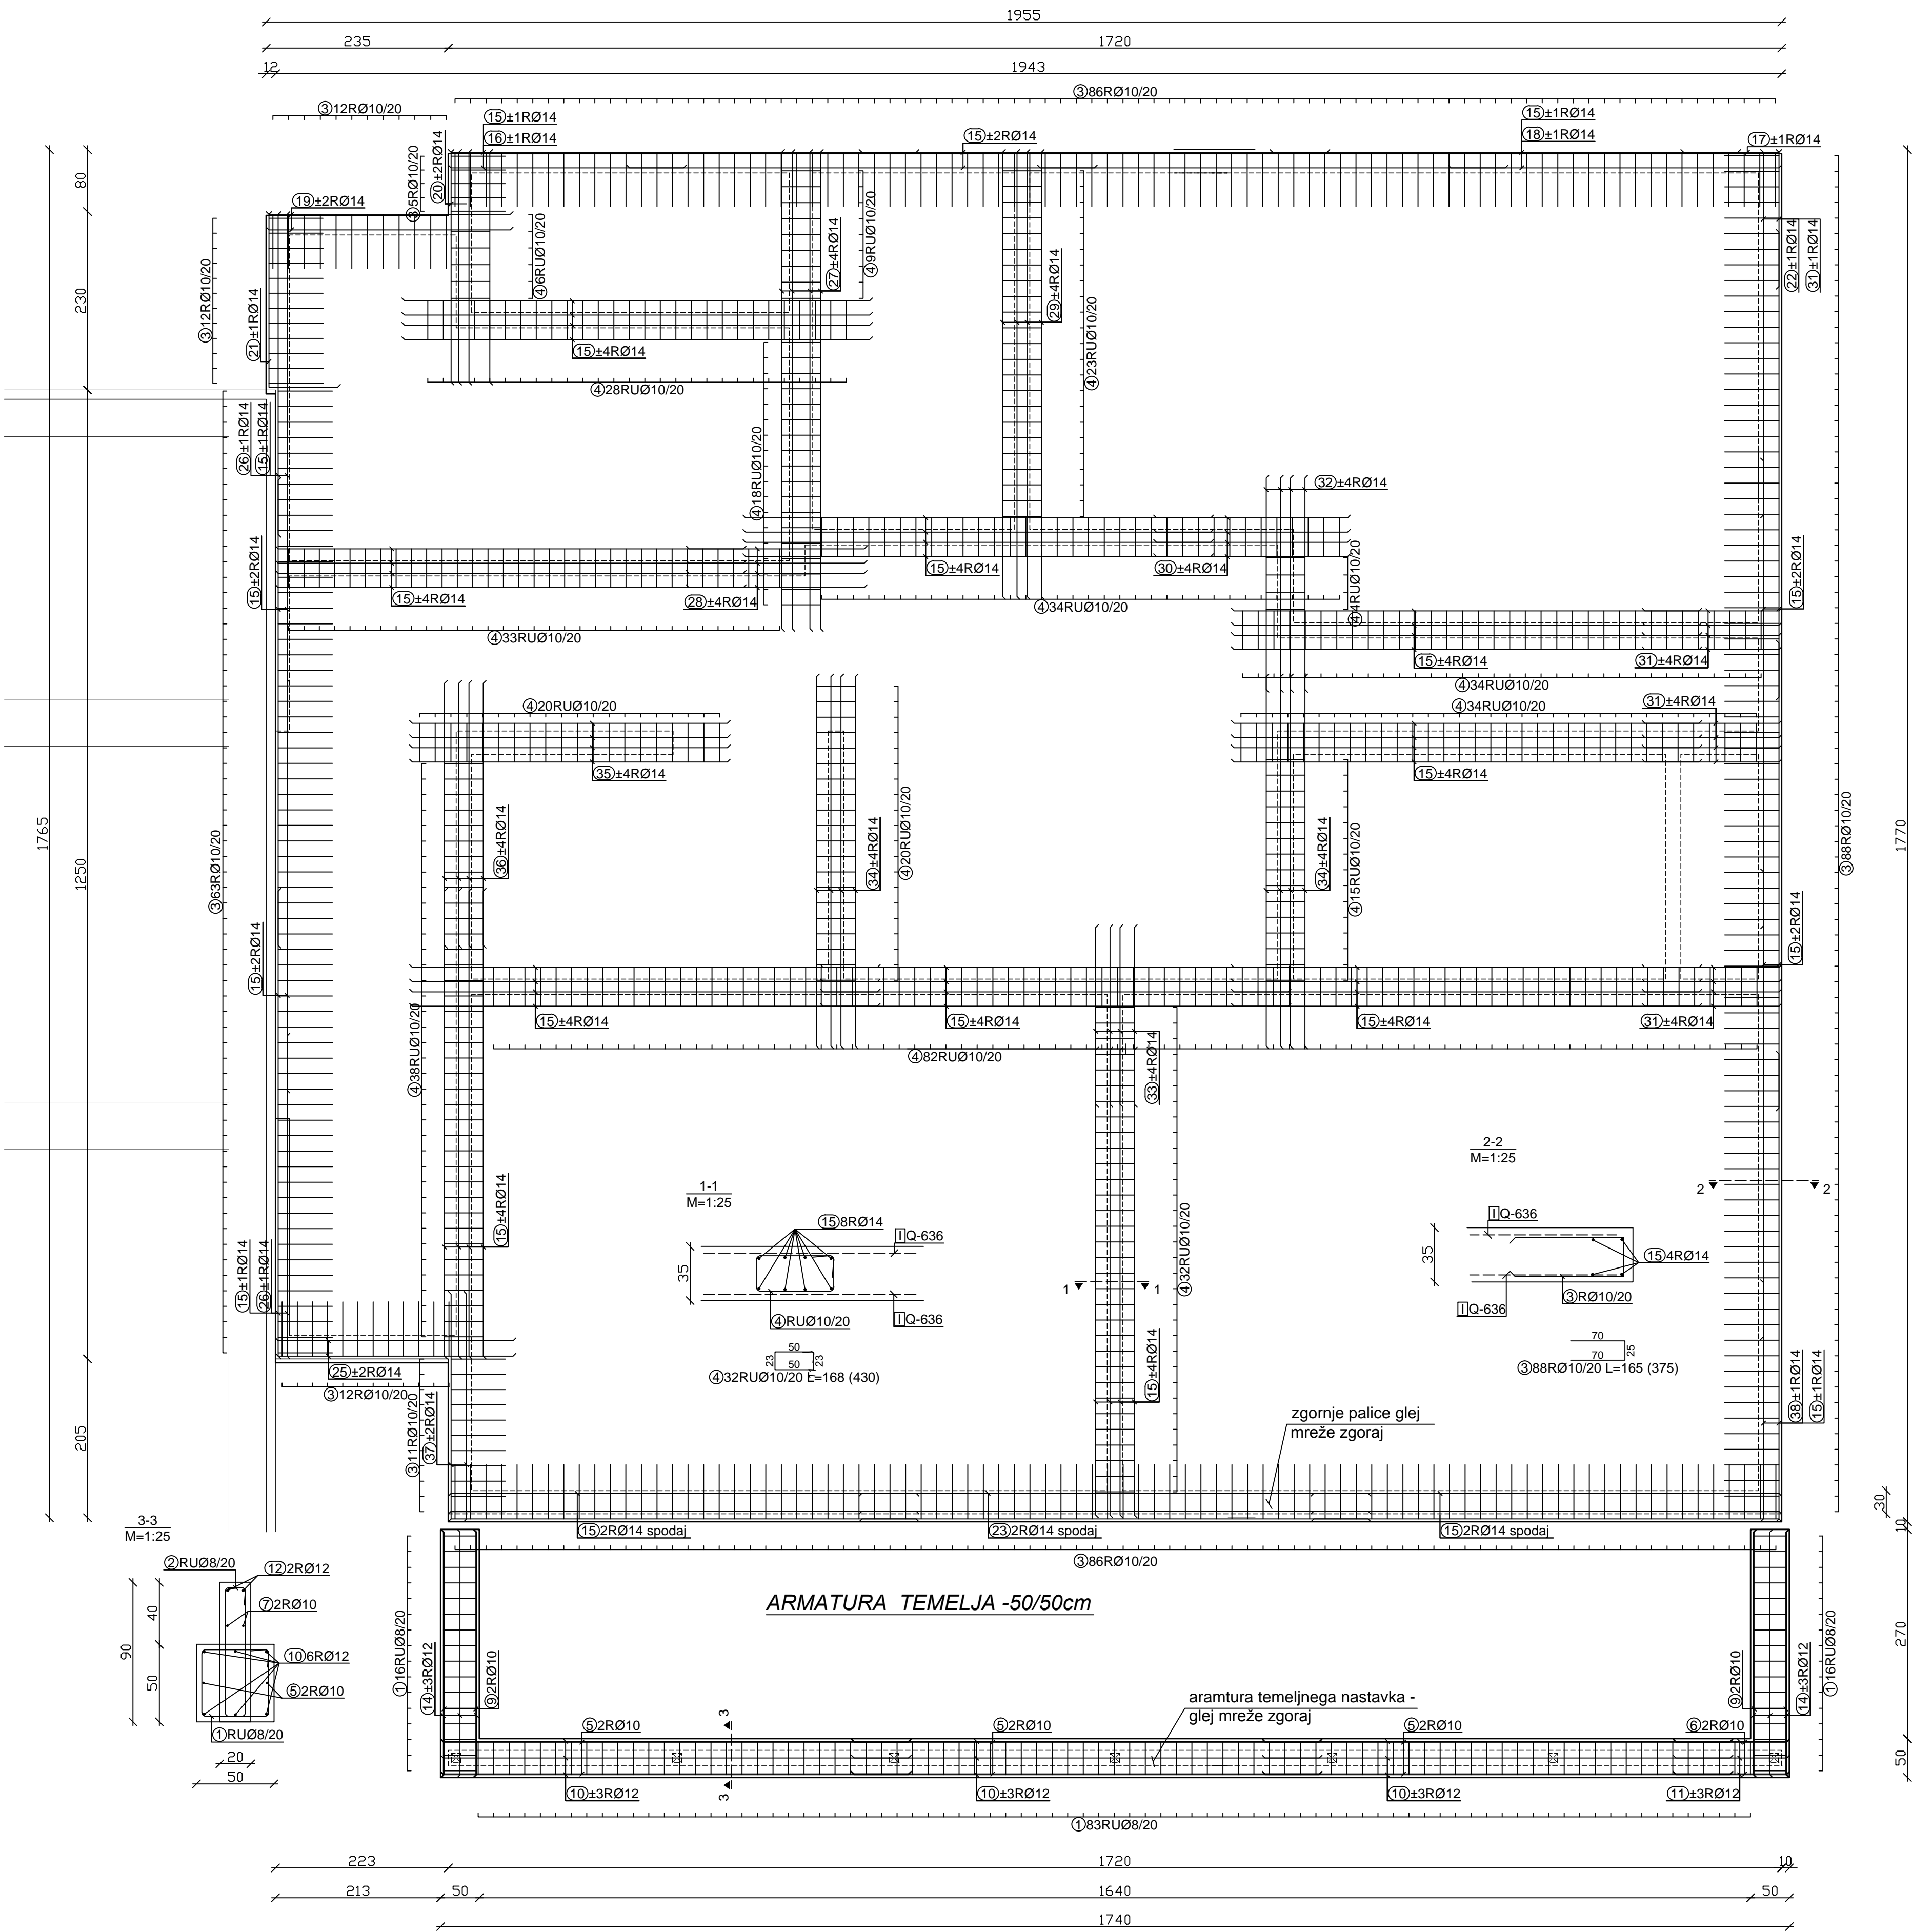 1955
235
1720
12
1943
③12RØ10/20
③86RØ10/20
⑮±1RØ14
⑯±1RØ14
⑮±2RØ14
⑮±1RØ14
⑱±1RØ14
⑰±1RØ14
80
⑲±2RØ14
③5RØ10/20
⑳±2RØ14
230
③12RØ10/20
㉑±1RØ14
④6RUØ10/20
㉗±4RØ14
④9RUØ10/20
㉙±4RØ14
④23RUØ10/20
㉒±1RØ14
㉛±1RØ14
⑮±4RØ14
④28RUØ10/20
㉖±1RØ14
⑮±1RØ14
④18RUØ10/20
㉜±4RØ14
⑮±2RØ14
⑮±4RØ14
㉘±4RØ14
⑮±4RØ14
㉚±4RØ14
④4RUØ10/20
⑮±2RØ14
④33RUØ10/20
④34RUØ10/20
⑮±4RØ14
㉛±4RØ14
④34RUØ10/20
④20RUØ10/20
④34RUØ10/20
㉛±4RØ14
㉟±4RØ14
⑮±4RØ14
1765
1250
③63RØ10/20
㊱±4RØ14
㉞±4RØ14
④20RUØ10/20
㉞±4RØ14
④15RUØ10/20
③88RØ10/20
1770
⑮±2RØ14
⑮±2RØ14
⑮±4RØ14
⑮±4RØ14
⑮±4RØ14
㉛±4RØ14
④38RUØ10/20
④82RUØ10/20
㉝±4RØ14
1-1
M=1:25
⑮8RØ14
I Q-636
35
④RUØ10/20
I Q-636
50
23
50
23
④32RUØ10/20 L=168 (430)
2-2
M=1:25
2
2
I Q-636
35
⑮4RØ14
I Q-636
③RØ10/20
70
70
25
③88RØ10/20 L=165 (375)
⑮±4RØ14
④32RUØ10/20
1
1
⑮±1RØ14
㉖±1RØ14
⑮±4RØ14
㉕±2RØ14
③12RØ10/20
③11RØ10/20
㊲±2RØ14
㊳±1RØ14
⑮±1RØ14
205
zgornje palice glej
mreže zgoraj
30
10
⑮2RØ14 spodaj
㉓2RØ14 spodaj
⑮2RØ14 spodaj
③86RØ10/20
3-3
M=1:25
②RUØ8/20
⑫2RØ12
⑦2RØ10
40
90
50
⑩6RØ12
⑤2RØ10
①RUØ8/20
20
50
ARMATURA TEMELJA -50/50cm
①16RUØ8/20
⑭±3RØ12
⑨2RØ10
⑨2RØ10
⑭±3RØ12
①16RUØ8/20
270
50
aramtura temeljnega nastavka -
glej mreže zgoraj
⑤2RØ10
3
⑤2RØ10
⑤2RØ10
⑥2RØ10
⑩±3RØ12
3
⑩±3RØ12
⑩±3RØ12
⑪±3RØ12
①83RUØ8/20
223
1720
10
213
50
1640
50
1740